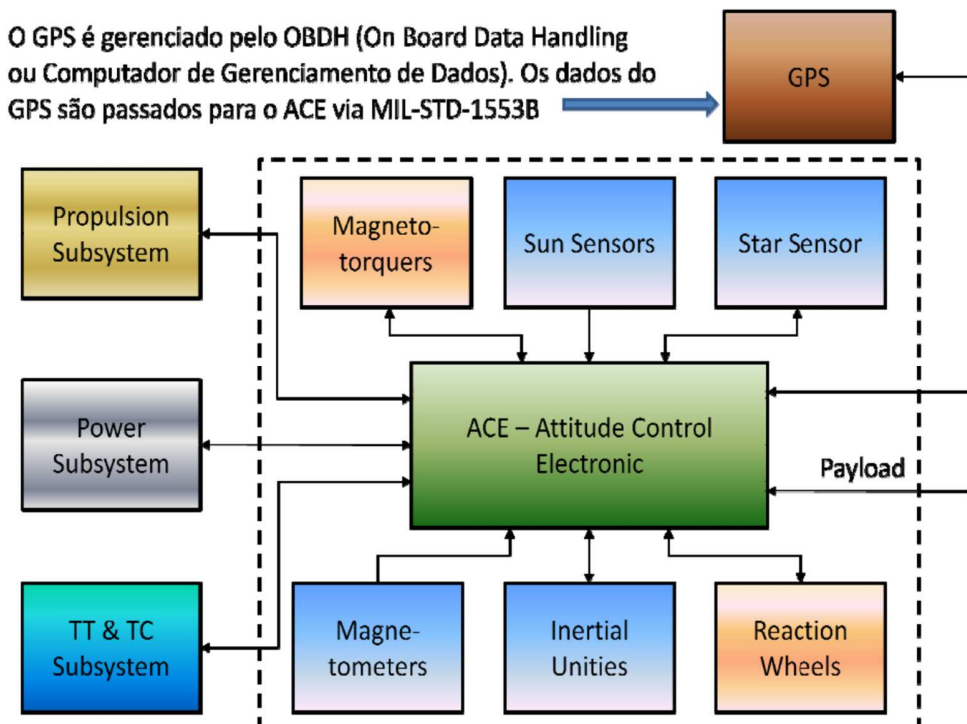 O GPS é gerenciado pelo OBDH (On Board Data Handling
ou Computador de Gerenciamento de Dados). Os dados do
GPS são passados para o ACE via MIL-STD-1553B
GPS
Propulsion
Subsystem
Magneto-
torquers
Sun Sensors
Star Sensor
Power
Subsystem
ACE – Attitude Control
Electronic
Payload
TT & TC
Subsystem
Magne-
tometers
Inertial
Unities
Reaction
Wheels